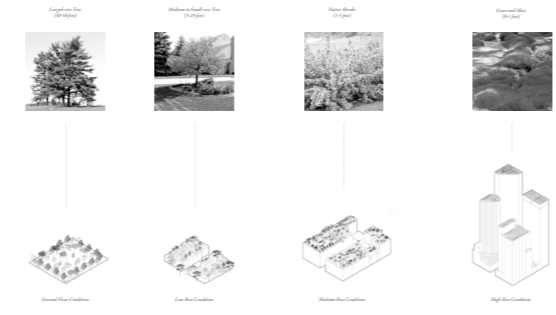 Large-size Tree
(30-50 feet)
Medium to Small-size Tree
(5-20 feet)
Native Shrubs
(2-5 feet)
Grass and Moss
(0-1 feet)
Ground Floor Condition
Low Rise Condition
Medium Rise Condition
High Rise Condition